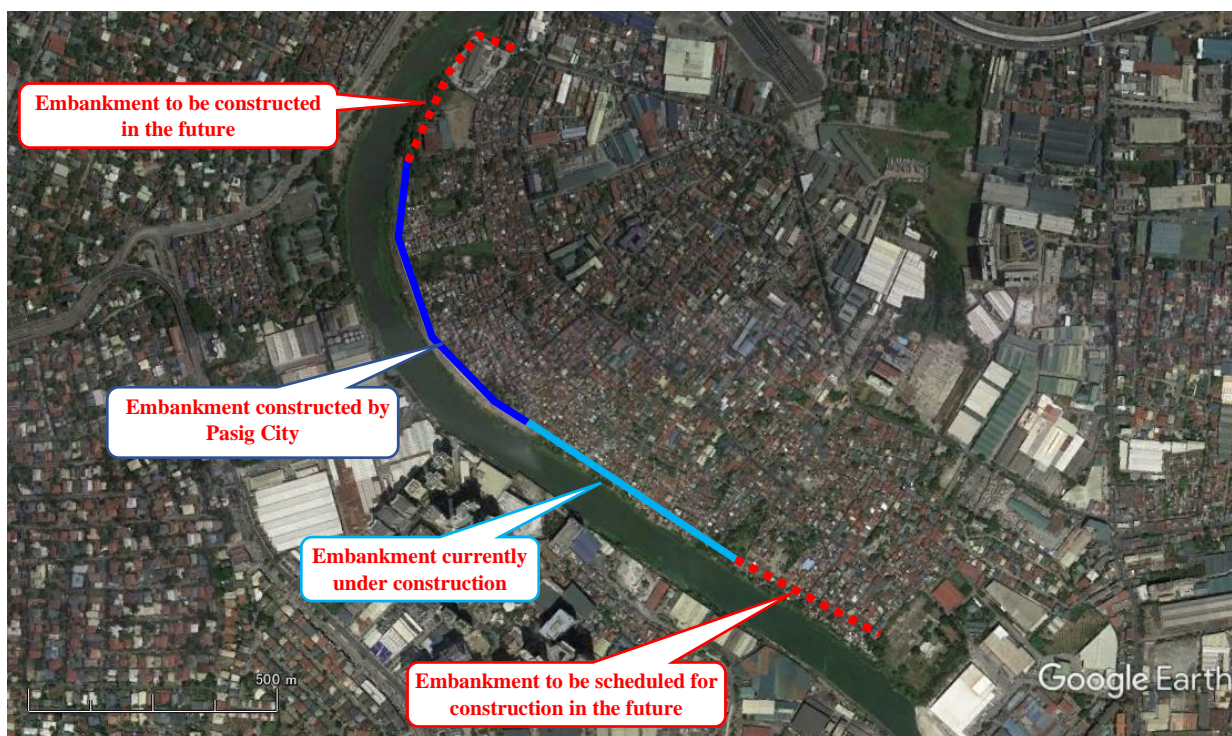 Embankment to be constructed
in the future
Embankment constructed by
Pasig City
Embankment currently
under construction
Embankment to be scheduled for
construction in the future
500 m
Google Earth